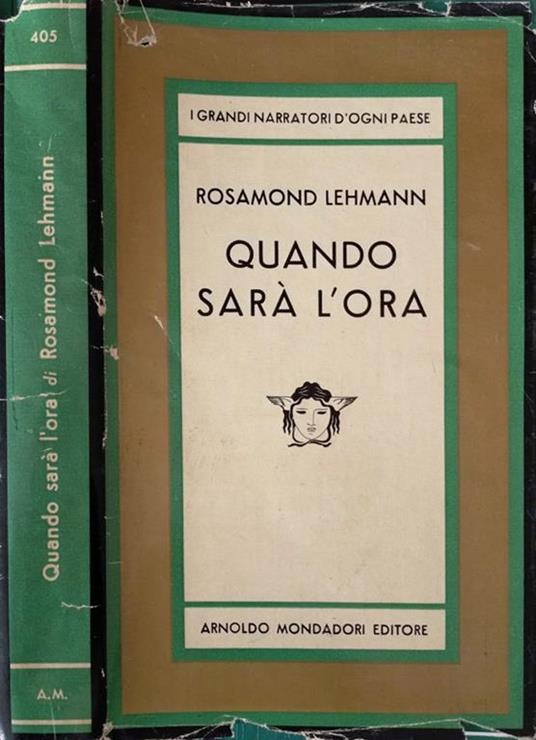 405
Quando sarà l'ora di Rosamond Lehmann
A.M.
I GRANDI NARRATORI D'OGNI PAESE
ROSAMOND LEHMANN
QUANDO
SARÀ L'ORA
ARNOLDO MONDADORI EDITORE